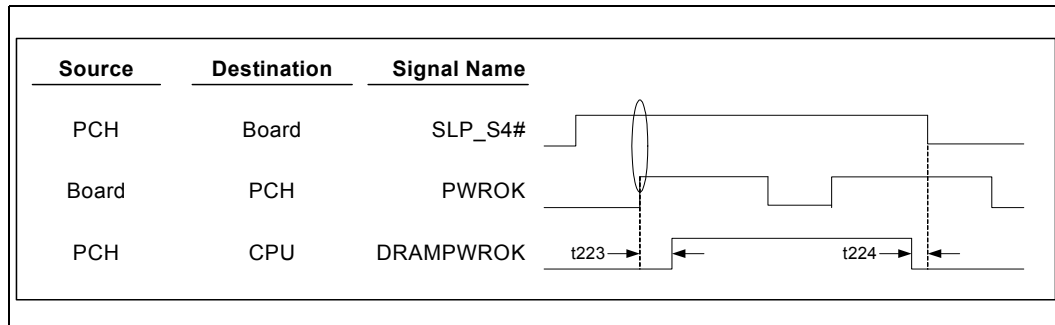 Source Destination Signal Name
PCH Board SLP_S4#
Board PCH PWROK
PCH CPU DRAMPWROK t223 t224